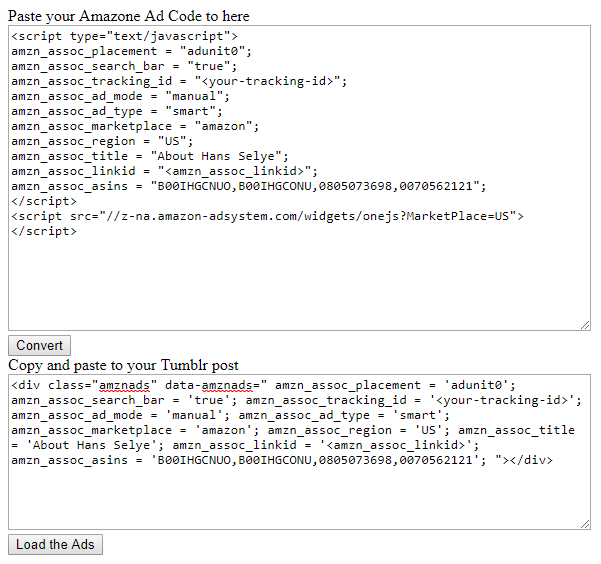 Paste your Amazone Ad Code to here
<script type="text/javascript">
amzn_assoc_placement = "adunit0";
amzn_assoc_search_bar = "true";
amzn_assoc_tracking_id = "<your-tracking-id>";
amzn_assoc_ad_mode = "manual";
amzn_assoc_ad_type = "smart";
amzn_assoc_marketplace = "amazon";
amzn_assoc_region = "US";
amzn_assoc_title = "About Hans Selye";
amzn_assoc_linkid = "<amzn_assoc_linkid>";
amzn_assoc_asins = "B00IHGCNUO,B00IHGCONU,0805073698,0070562121";
</script>
<script src="//z-na.amazon-adsystem.com/widgets/onejs?MarketPlace=US">
</script>
Convert
Copy and paste to your Tumblr post
<div class="amznads" data-amznads=" amzn_assoc_placement = 'adunit0';
amzn_assoc_search_bar = 'true'; amzn_assoc_tracking_id = '<your-tracking-id>';
amzn_assoc_ad_mode = 'manual'; amzn_assoc_ad_type = 'smart';
amzn_assoc_marketplace = 'amazon'; amzn_assoc_region = 'US'; amzn_assoc_title
= 'About Hans Selye'; amzn_assoc_linkid = '<amzn_assoc_linkid>';
amzn_assoc_asins = 'B00IHGCNUO,B00IHGCONU,0805073698,0070562121'; "></div>
Load the Ads